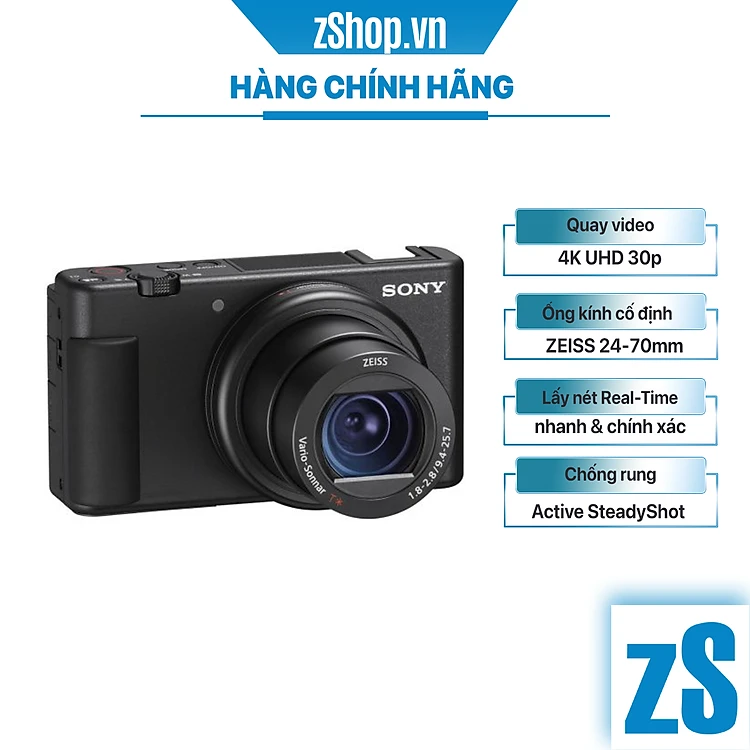 zShop.vn
HÀNG CHÍNH HÃNG
SONY
ZEISS
Vario-Sonnar T* 1.8-2.8/9.4-25.7
Quay video
4K UHD 30p
Ống kính cố định
ZEISS 24-70mm
Lấy nét Real-Time
nhanh & chính xác
Chống rung
Active SteadyShot
zS